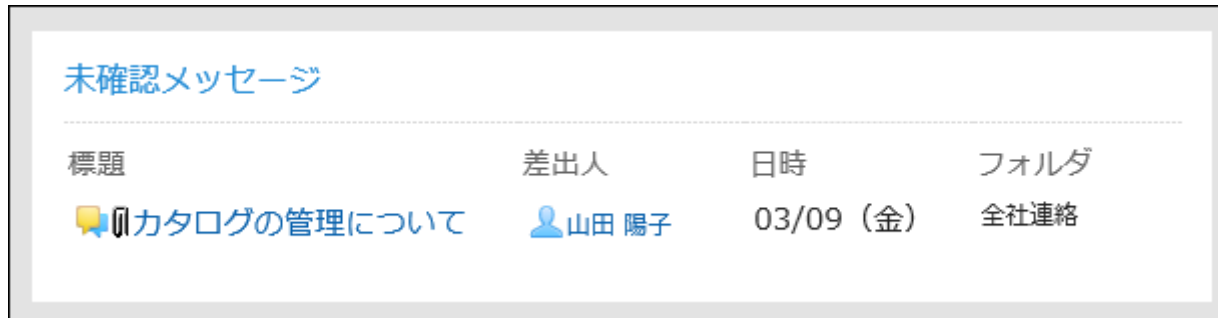 未確認メッセージ
標題 差出人 日時 フォルダ
カタログの管理について 山田 陽子 03/09（金） 全社連絡